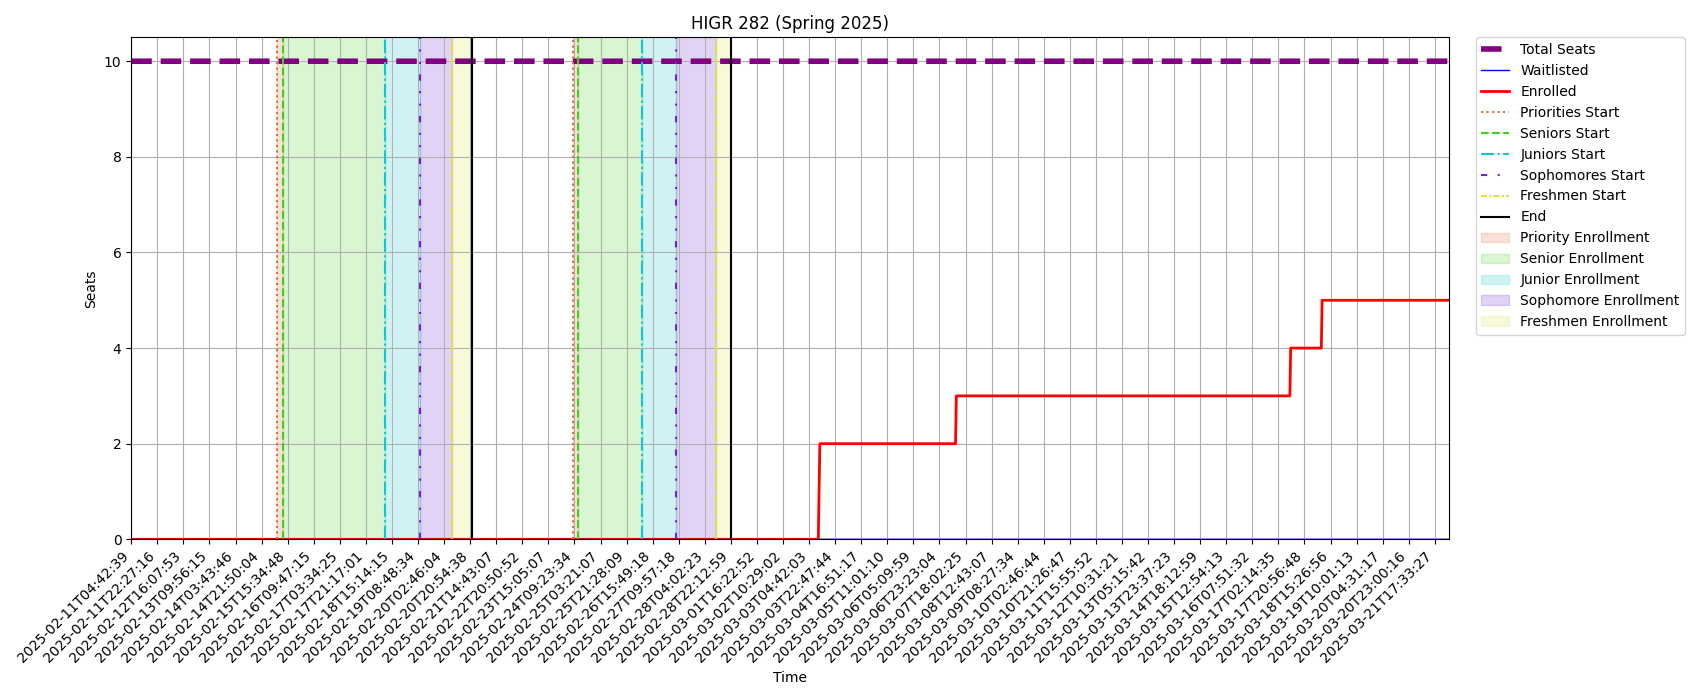 HIGR 282 (Spring 2025)
Total Seats
Waitlisted
Enrolled
Priorities Start
Seniors Start
Juniors Start
Sophomores Start
Freshmen Start
End
Priority Enrollment
Senior Enrollment
Junior Enrollment
Sophomore Enrollment
Freshmen Enrollment
Seats
10
8
6
4
2
0
2025-02-11T04:42:39
2025-02-11T22:27:16
2025-02-12T16:07:53
2025-02-13T09:56:15
2025-02-14T03:43:46
2025-02-14T21:50:04
2025-02-15T15:34:48
2025-02-16T09:47:15
2025-02-17T03:34:25
2025-02-17T21:17:01
2025-02-18T15:14:15
2025-02-19T08:48:34
2025-02-20T02:46:04
2025-02-20T20:54:38
2025-02-21T14:43:07
2025-02-22T20:50:52
2025-02-23T15:05:07
2025-02-24T09:23:34
2025-02-25T03:21:07
2025-02-25T21:28:09
2025-02-26T15:49:18
2025-02-27T09:57:18
2025-02-28T04:02:23
2025-02-28T22:12:59
2025-03-01T16:22:52
2025-03-02T10:29:02
2025-03-03T04:42:03
2025-03-03T22:47:44
2025-03-04T16:51:17
2025-03-05T11:01:10
2025-03-06T05:09:59
2025-03-06T23:23:04
2025-03-07T18:02:25
2025-03-08T12:43:07
2025-03-09T08:27:34
2025-03-10T02:46:44
2025-03-10T21:26:47
2025-03-11T15:55:52
2025-03-12T10:31:21
2025-03-13T05:15:42
2025-03-13T23:37:23
2025-03-14T18:12:59
2025-03-15T12:54:13
2025-03-16T07:51:32
2025-03-17T02:14:35
2025-03-17T20:56:48
2025-03-18T15:26:56
2025-03-19T10:01:13
2025-03-20T04:31:17
2025-03-20T23:00:16
2025-03-21T17:33:27
Time